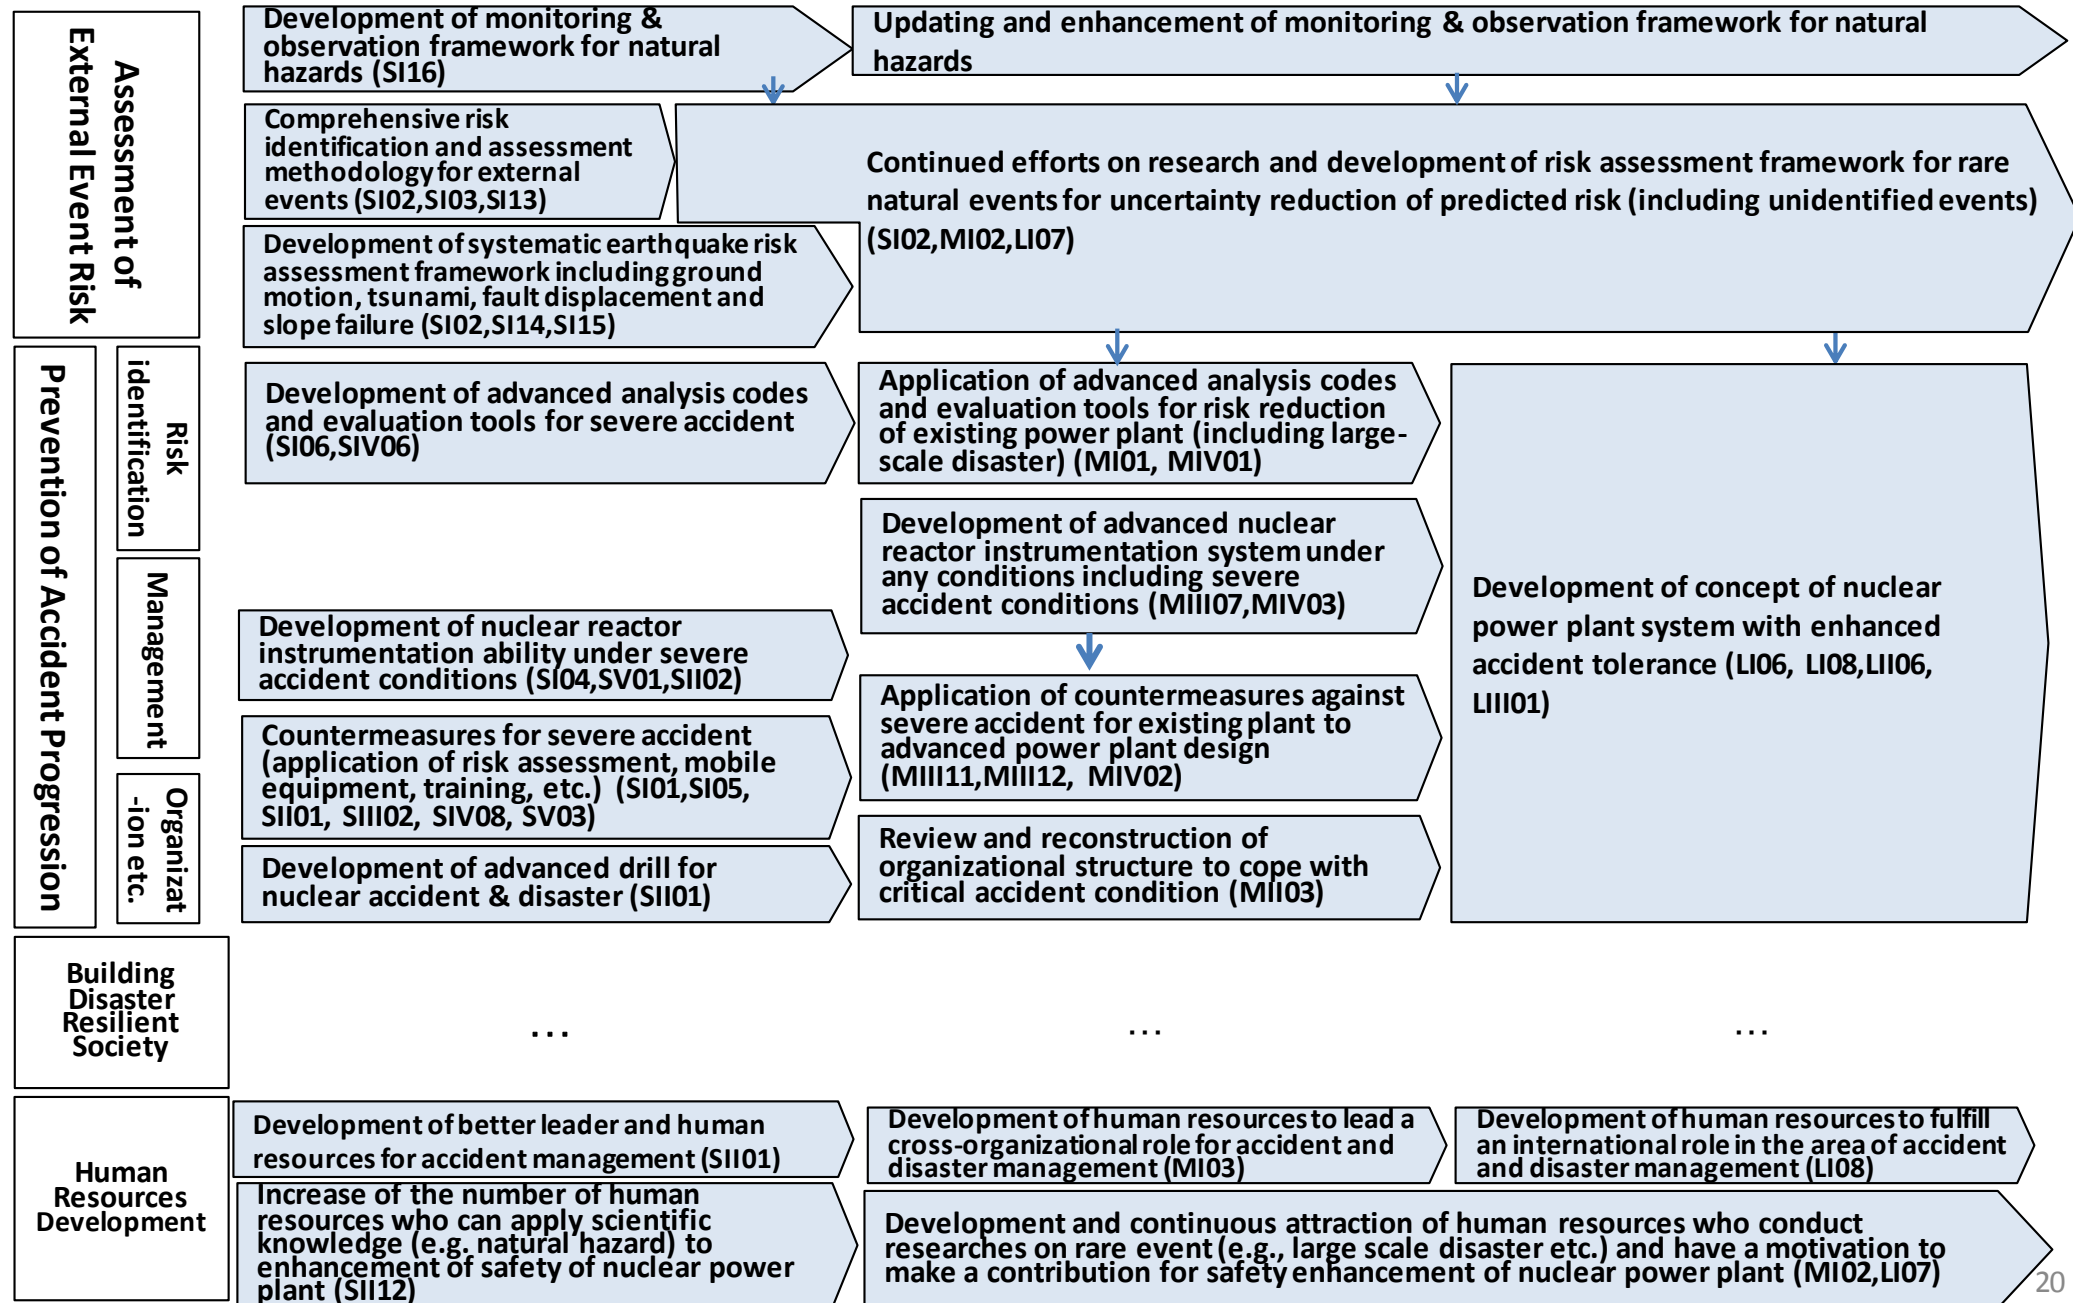 Assessment of
External Event Risk
Development of monitoring &
observation framework for natural
hazards (SI16)
Updating and enhancement of monitoring & observation framework for natural
hazards
Comprehensive risk
identification and assessment
methodology for external
events (SI02,SI03,SI13)
Continued efforts on research and development of risk assessment framework for rare
natural events for uncertainty reduction of predicted risk (including unidentified events)
(SI02,MI02,LI07)
Development of systematic earthquake risk
assessment framework including ground
motion, tsunami, fault displacement and
slope failure (SI02,SI14,SI15)
Prevention of Accident Progression
Risk
identification
Development of advanced analysis codes
and evaluation tools for severe accident
(SI06,SIV06)
Application of advanced analysis codes
and evaluation tools for risk reduction
of existing power plant (including large-
scale disaster) (MI01, MIV01)
Development of advanced nuclear
reactor instrumentation system under
any conditions including severe
accident conditions (MIII07,MIV03)
Development of concept of nuclear
power plant system with enhanced
accident tolerance (LI06, LI08,LII06,
LIII01)
Management
Development of nuclear reactor
instrumentation ability under severe
accident conditions (SI04,SV01,SII02)
Application of countermeasures against
severe accident for existing plant to
advanced power plant design
(MIII11,MIII12, MIV02)
Countermeasures for severe accident
(application of risk assessment, mobile
equipment, training, etc.) (SI01,SI05,
SII01, SIII02, SIV08, SV03)
Organizat
-ion etc.
Review and reconstruction of
organizational structure to cope with
critical accident condition (MII03)
Development of advanced drill for
nuclear accident & disaster (SII01)
Building
Disaster
Resilient
Society
...
...
...
Human
Resources
Development
Development of better leader and human
resources for accident management (SII01)
Development of human resources to lead a
cross-organizational role for accident and
disaster management (MI03)
Development of human resources to fulfill
an international role in the area of accident
and disaster management (LI08)
Increase of the number of human
resources who can apply scientific
knowledge (e.g. natural hazard) to
enhancement of safety of nuclear power
plant (SII12)
Development and continuous attraction of human resources who conduct
researches on rare event (e.g., large scale disaster etc.) and have a motivation to
make a contribution for safety enhancement of nuclear power plant (MI02,LI07)
20